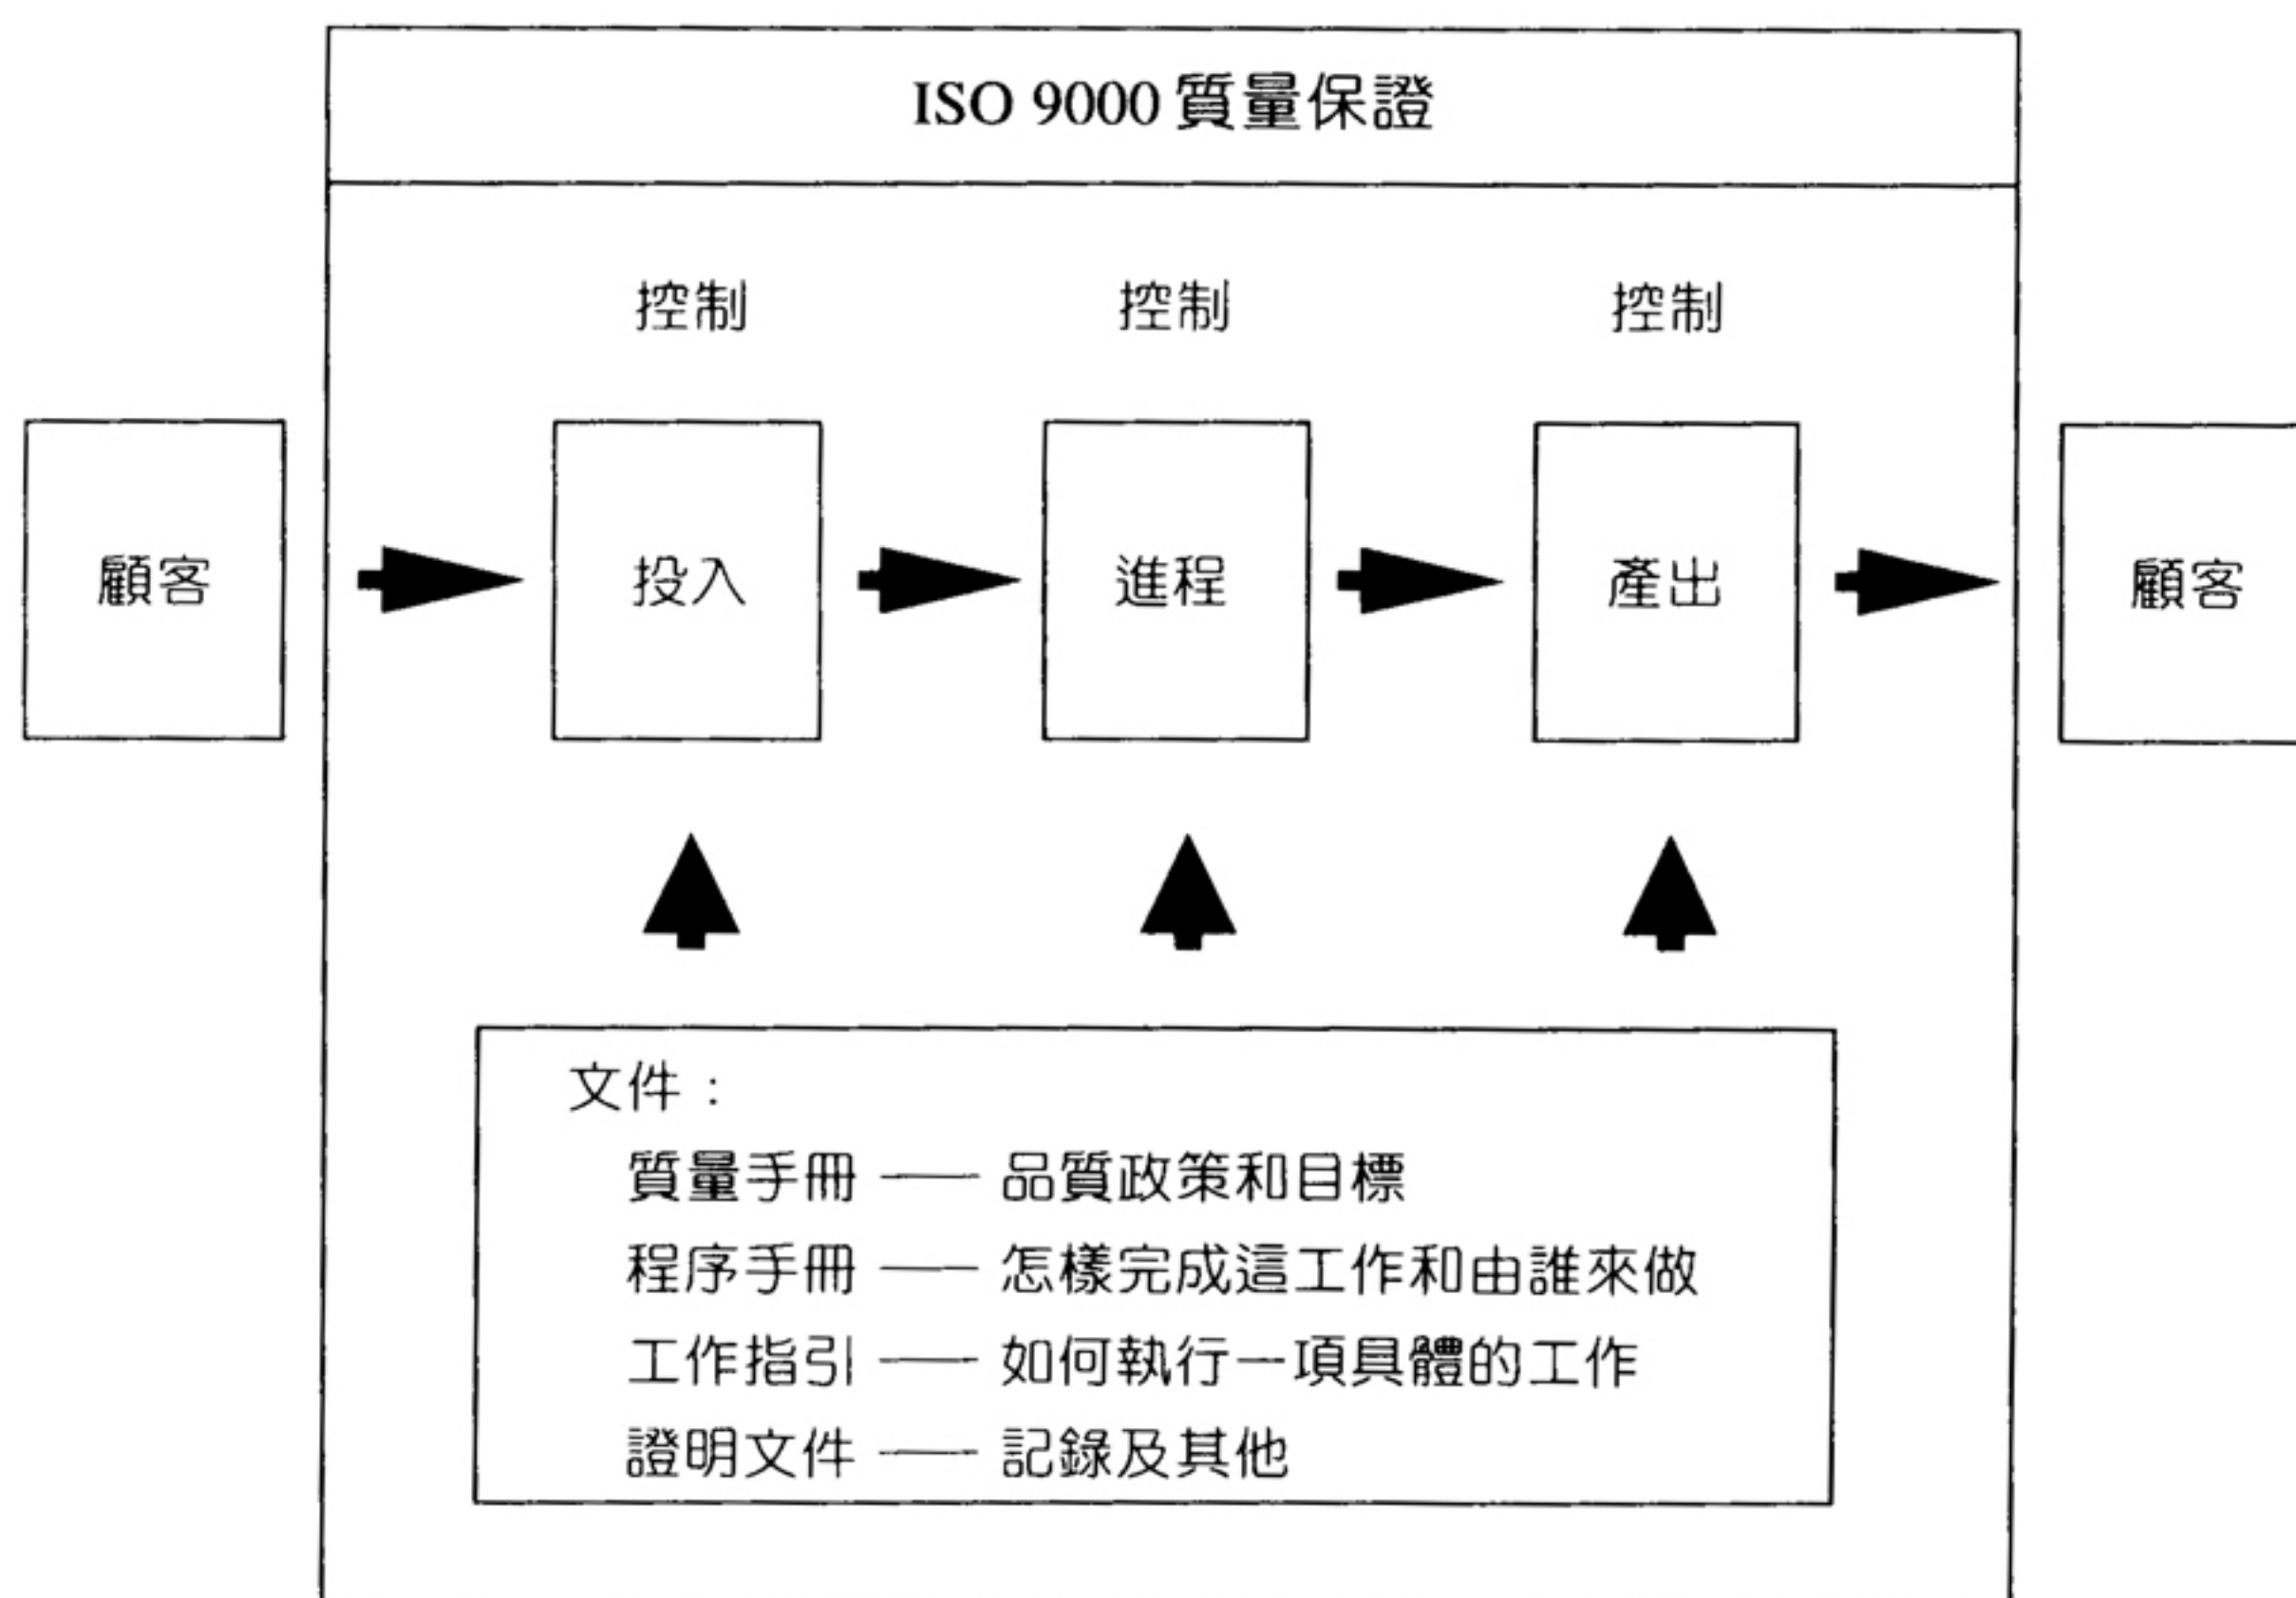 ISO 9000 質量保證
控制 控制 控制
顧客 投入 進程 產出 顧客
文件：
質量手冊 —— 品質政策和目標
程序手冊 —— 怎樣完成這工作和由誰來做
工作指引 —— 如何執行一項具體的工作
證明文件 —— 記錄及其他